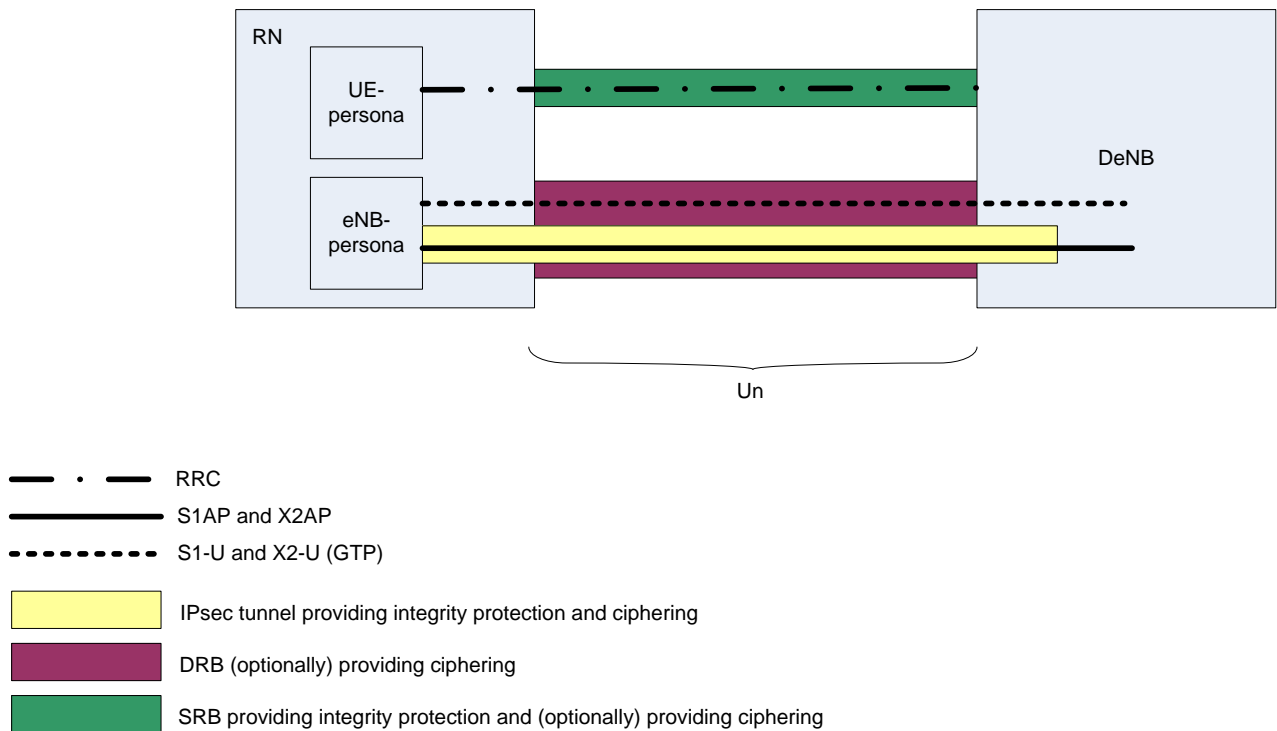 RN
UE-
persona
eNB-
persona
DeNB
Un
RRC
S1AP and X2AP
S1-U and X2-U (GTP)
IPsec tunnel providing integrity protection and ciphering
DRB (optionally) providing ciphering
SRB providing integrity protection and (optionally) providing ciphering